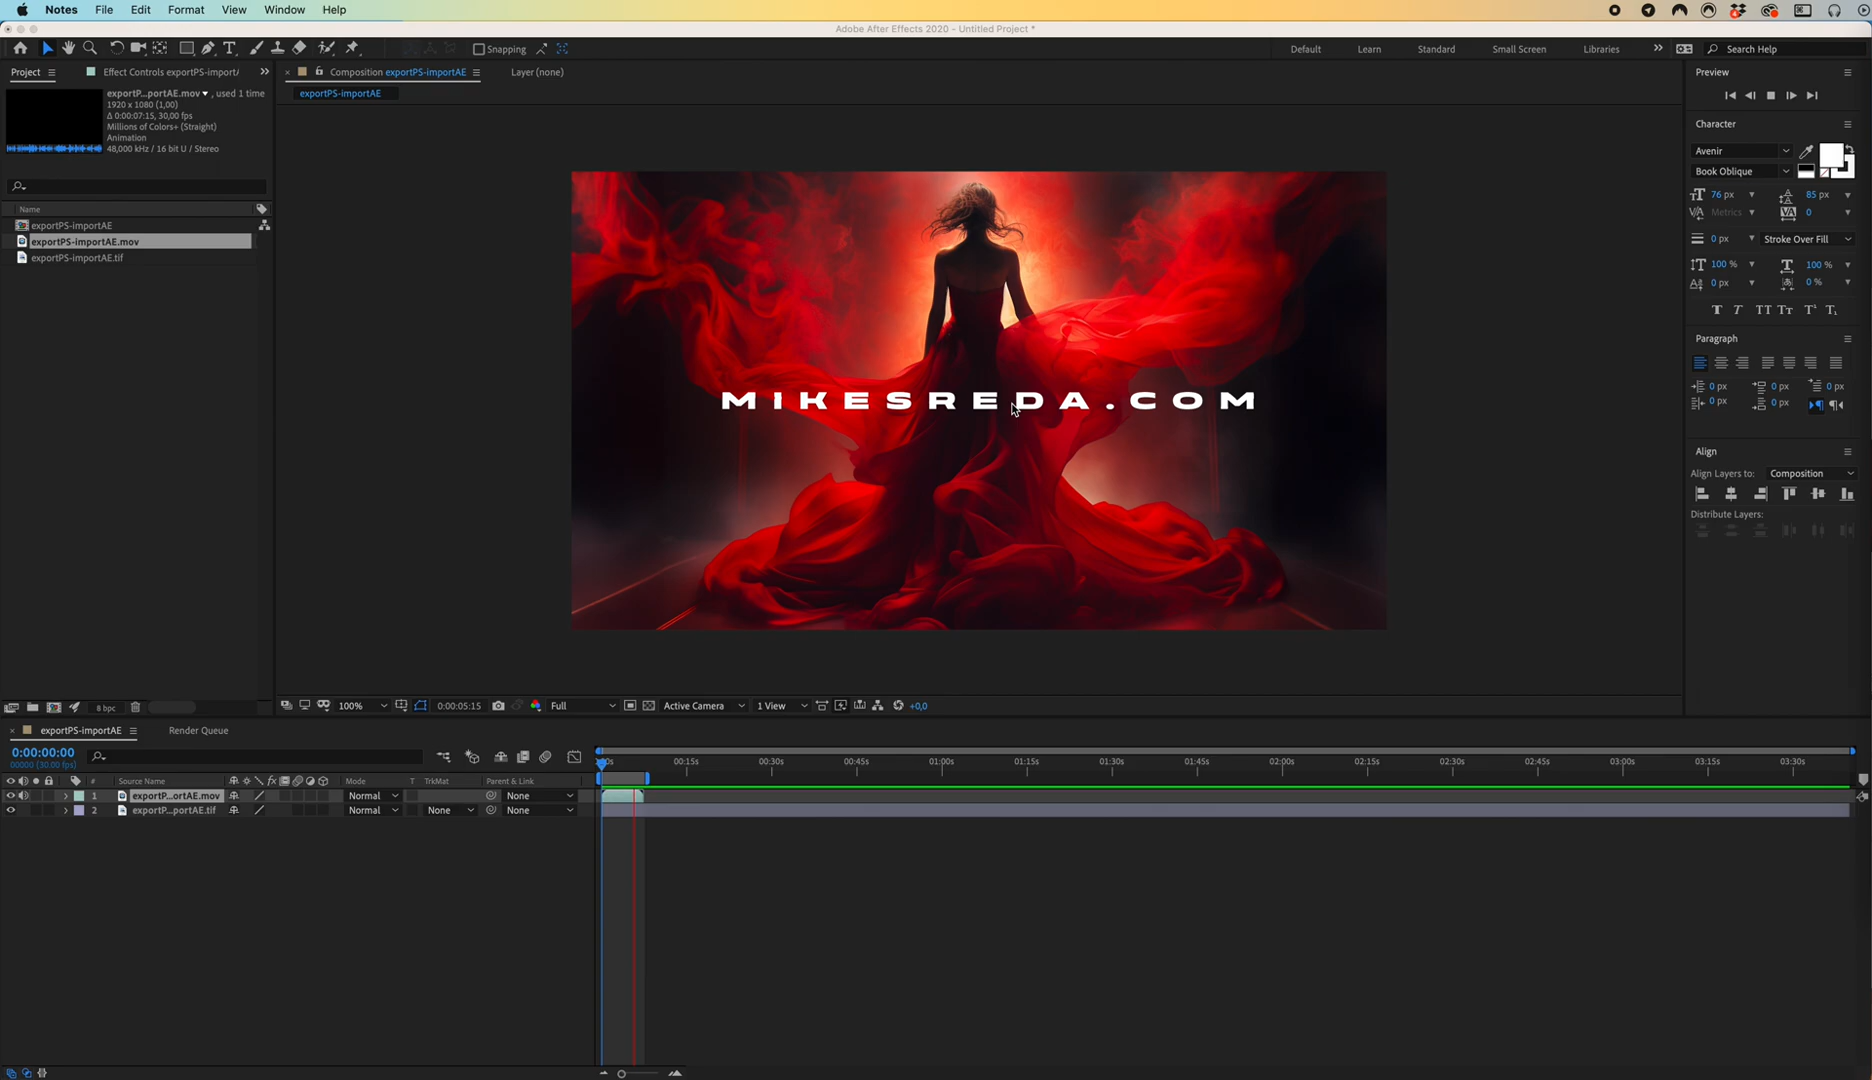 Notes File Edit Format View Window Help
Adobe After Effects 2020 - Untitled Project *
Snapping
Default Learn Standard Small Screen Libraries Search Help
Project Effect Controls exportPS-importA
Composition exportPS-importAE Layer (none)
Preview
exportP...portAE.mov , used 1 time
1920 x 1080 (1,00)
Δ 0:00:07:15, 30,00 fps
Millions of Colors+ (Straight)
Animation
48,000 kHz / 16 bit U / Stereo
exportPS-importAE
Character
Avenir
Book Oblique
76 px 85 px
Metrics 0
0 px Stroke Over Fill
100 % 100 %
0 px 0 %
T T TT Tт T¹ T₁
Paragraph
0 px 0 px 0 px
0 px 0 px
Align
Align Layers to: Composition
Distribute Layers:
Name
exportPS-importAE
exportPS-importAE.mov
exportPS-importAE.tif
MIKESREDA.COM
8 bpc
100% 0:00:05:15 Full Active Camera 1 View +0,0
exportPS-importAE Render Queue
0:00:00:00
00000 (30.00 fps)
:00s 00:15s 00:30s 00:45s 01:00s 01:15s 01:30s 01:45s 02:00s 02:15s 02:30s 02:45s 03:00s 03:15s 03:30s
# Source Name fx Mode T TrkMat Parent & Link
1 exportP...ortAE.mov Normal None
2 exportP...portAE.tif Normal None None